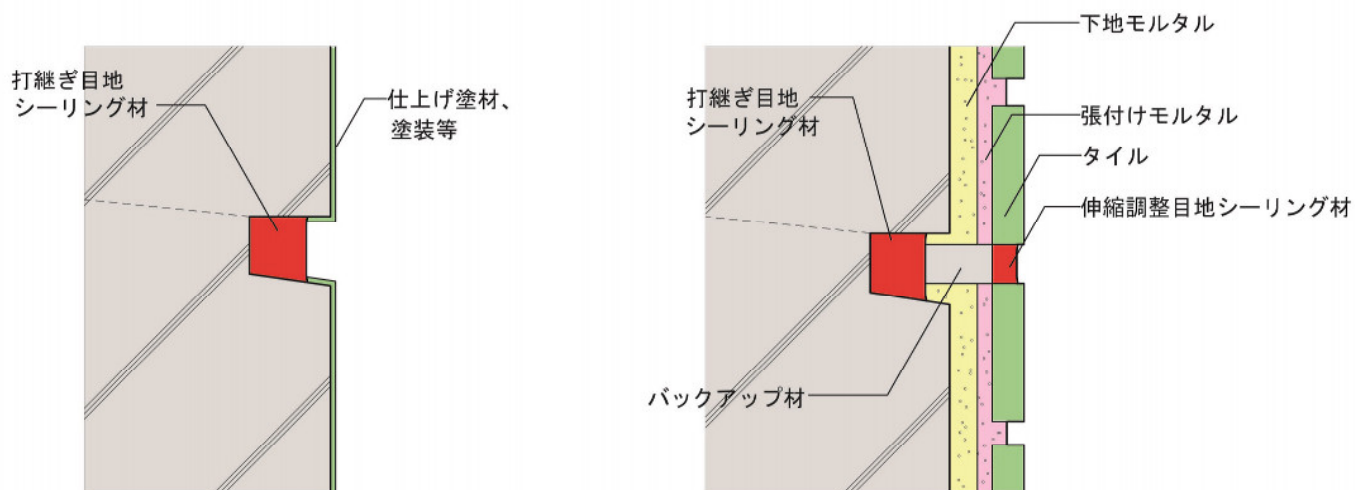 打継ぎ目地
シーリング材
仕上げ塗材、
塗装等
下地モルタル
打継ぎ目地
シーリング材
張付けモルタル
タイル
伸縮調整目地シーリング材
バックアップ材